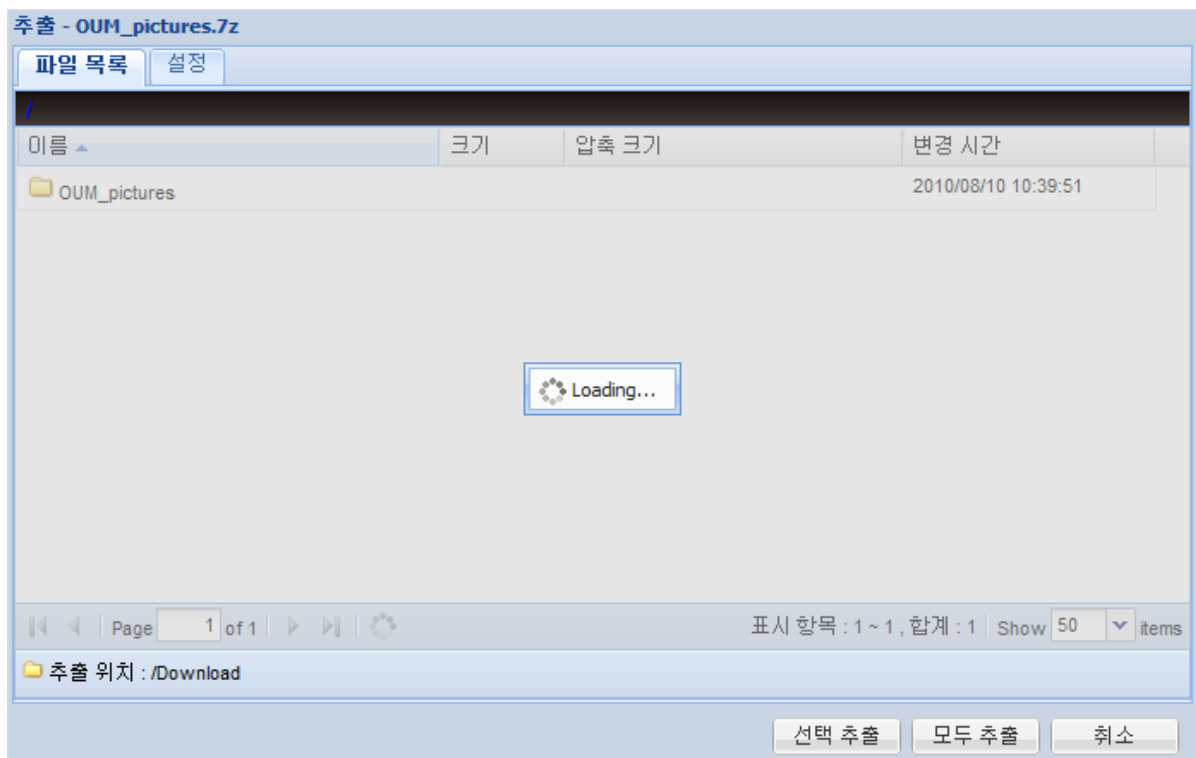 추출 - OUM_pictures.7z
파일 목록 설정
/
이름 크기 압축 크기 변경 시간
OUM_pictures 2010/08/10 10:39:51
Loading...
Page 1 of 1 표시 항목 : 1 ~ 1 , 합계 : 1 Show 50 items
추출 위치 : /Download
선택 추출 모두 추출 취소